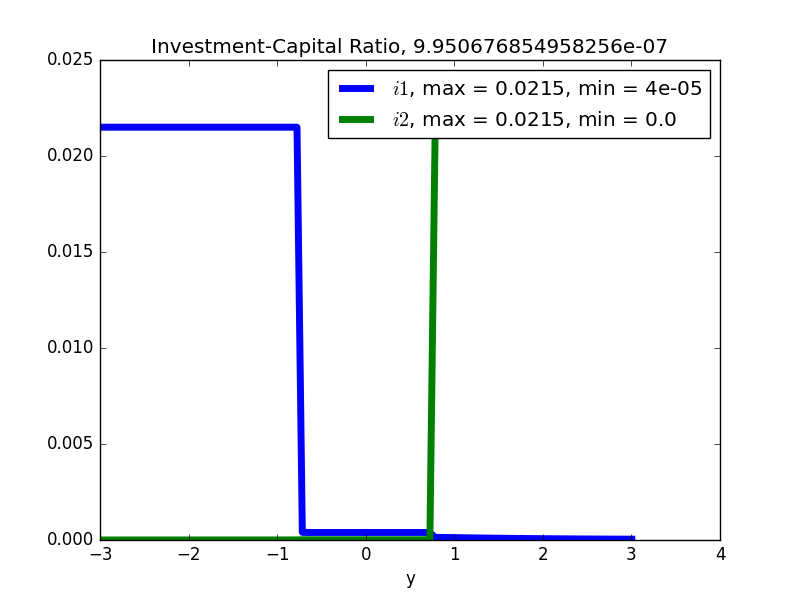 Investment-Capital Ratio, 9.950676854958256e-07
i1, max = 0.0215, min = 4e-05
i2, max = 0.0215, min = 0.0
0.025
0.020
0.015
0.010
0.005
0.000
−3 −2 −1 0 1 2 3 4
y